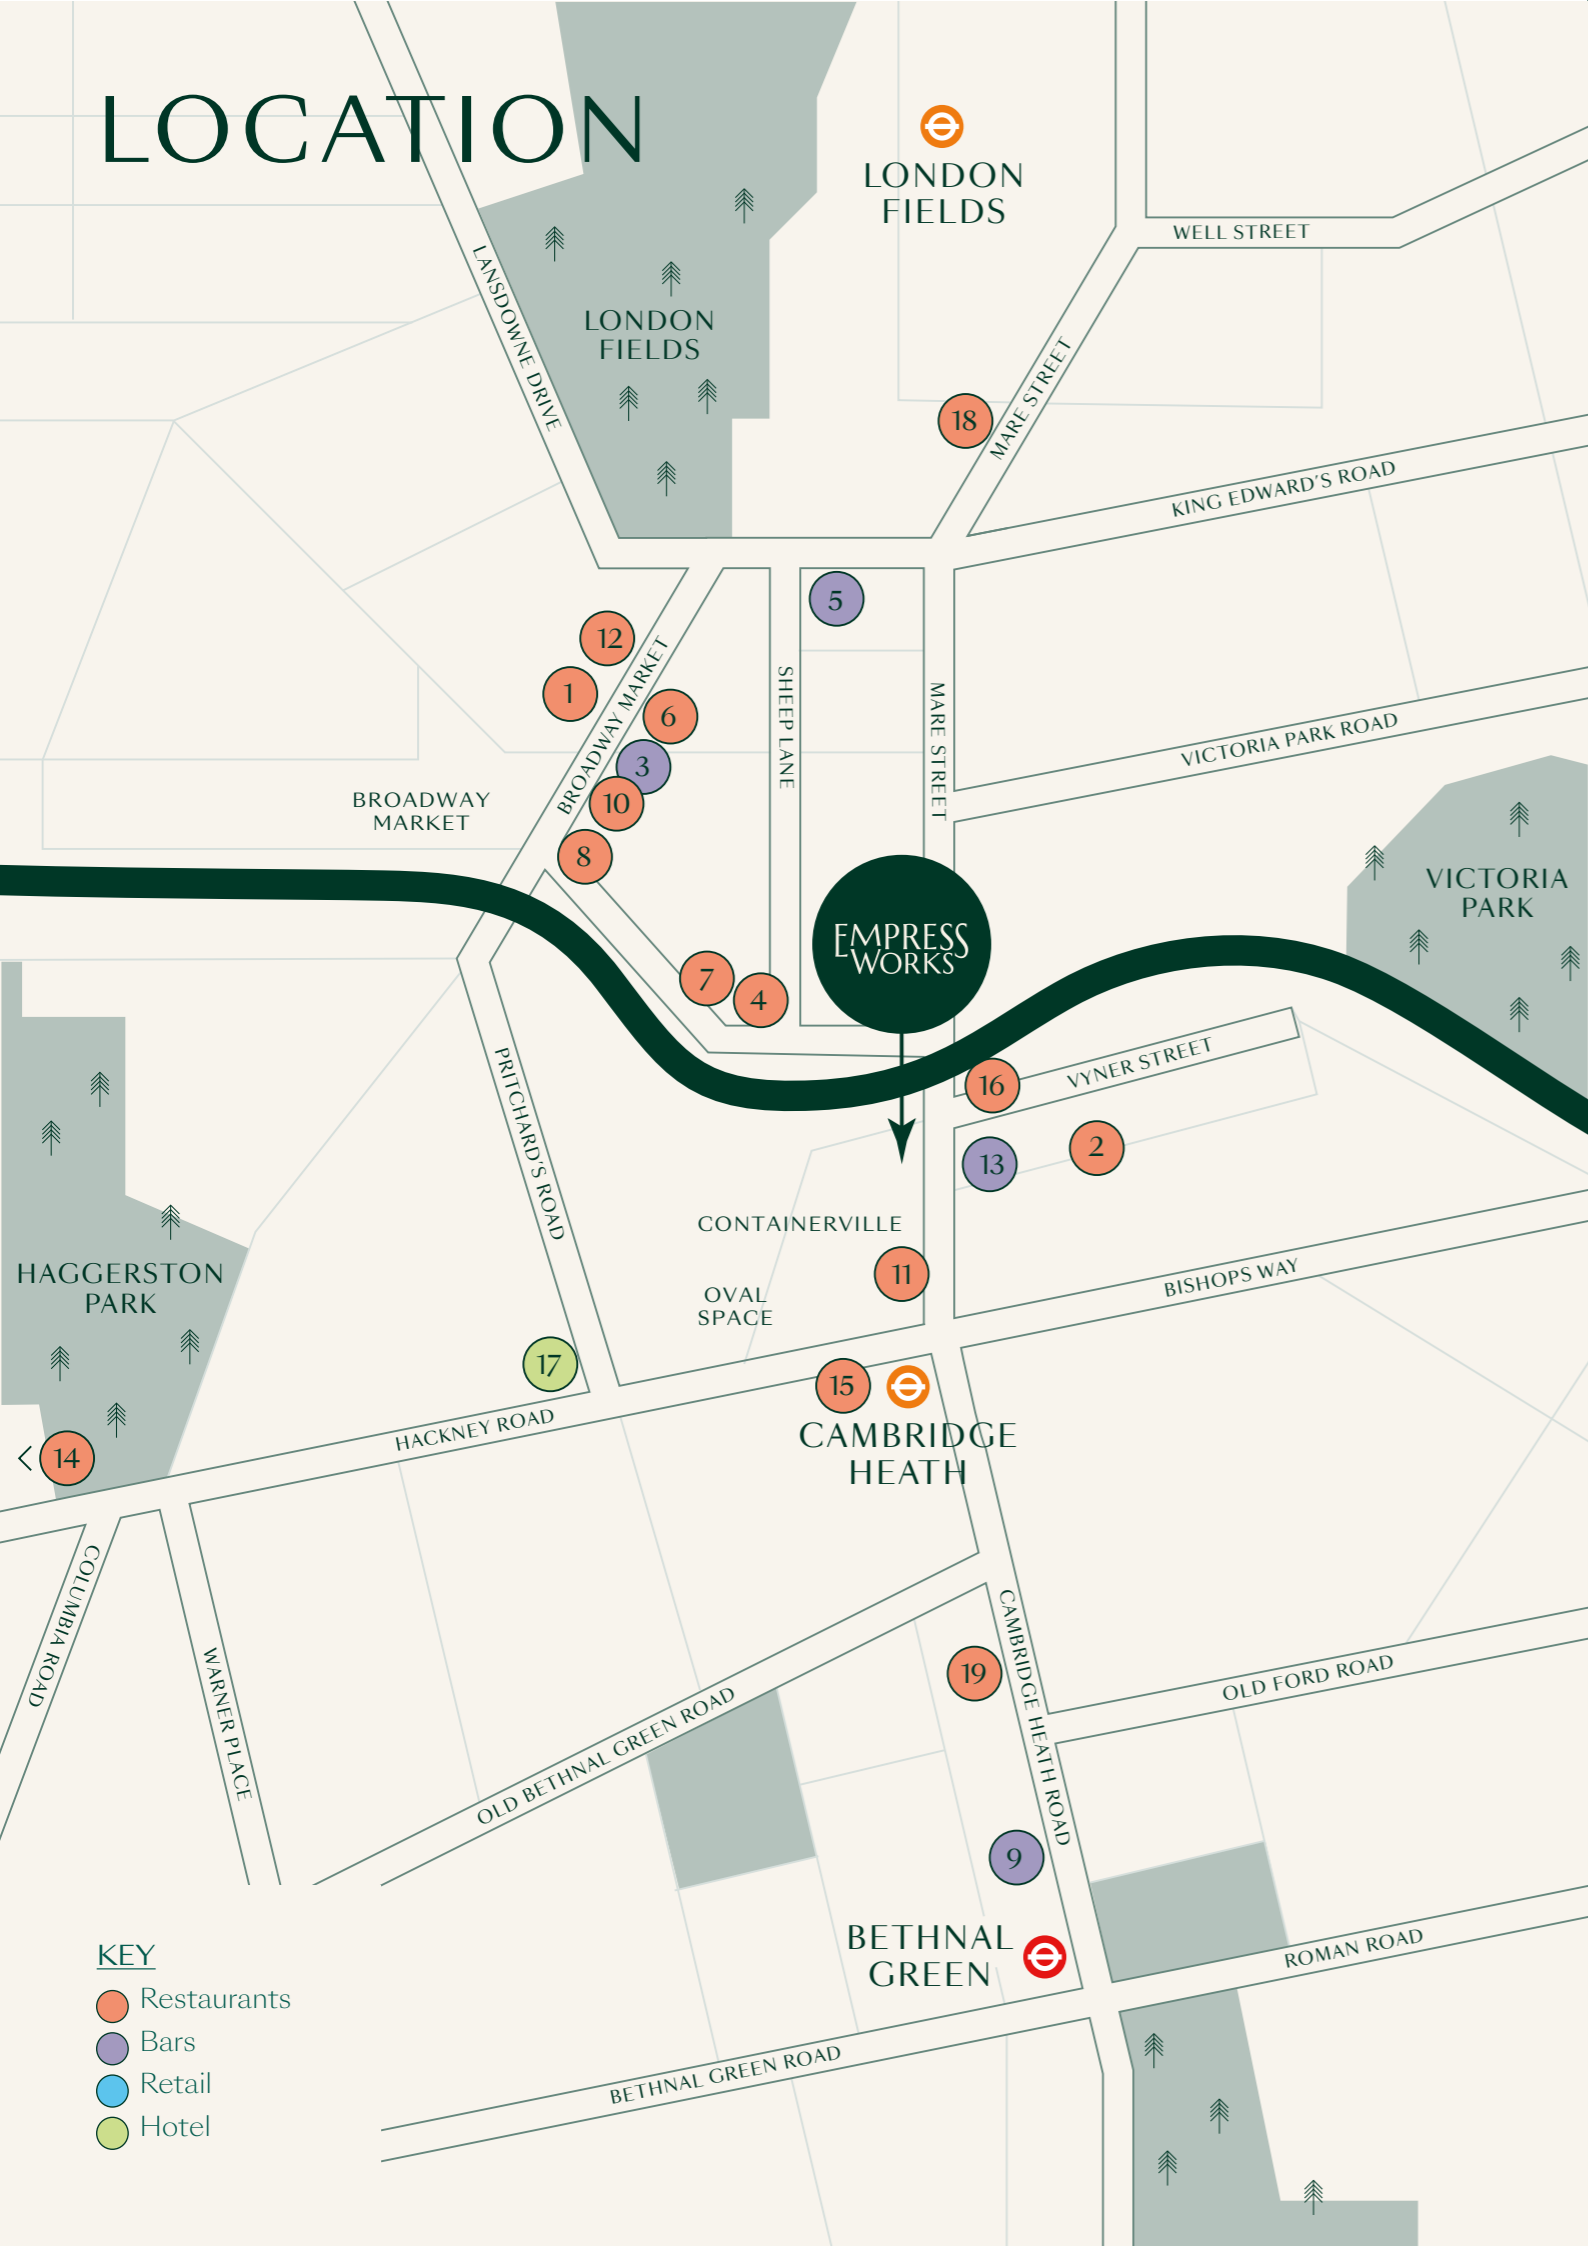 LOCATION
LONDON
FIELDS
WELL STREET
LANSDOWNE DRIVE
LONDON
FIELDS
MARE STREET
18
KING EDWARD'S ROAD
5
12
1
BROADWAY MARKET
6
SHEEP LANE
MARE STREET
3
VICTORIA PARK ROAD
10
BROADWAY
MARKET
8
VICTORIA
PARK
EMPRESS
WORKS
7
4
PRITCHARD'S ROAD
16
VYNER STREET
13
2
CONTAINERVILLE
11
OVAL
SPACE
BISHOPS WAY
HAGGERSTON
PARK
17
15
HACKNEY ROAD
CAMBRIDGE
HEATH
14
COLUMBIA ROAD
WARNER PLACE
CAMBRIDGE HEATH ROAD
19
OLD FORD ROAD
OLD BETHNAL GREEN ROAD
9
BETHNAL
GREEN
ROMAN ROAD
BETHNAL GREEN ROAD
KEY
Restaurants
Bars
Retail
Hotel